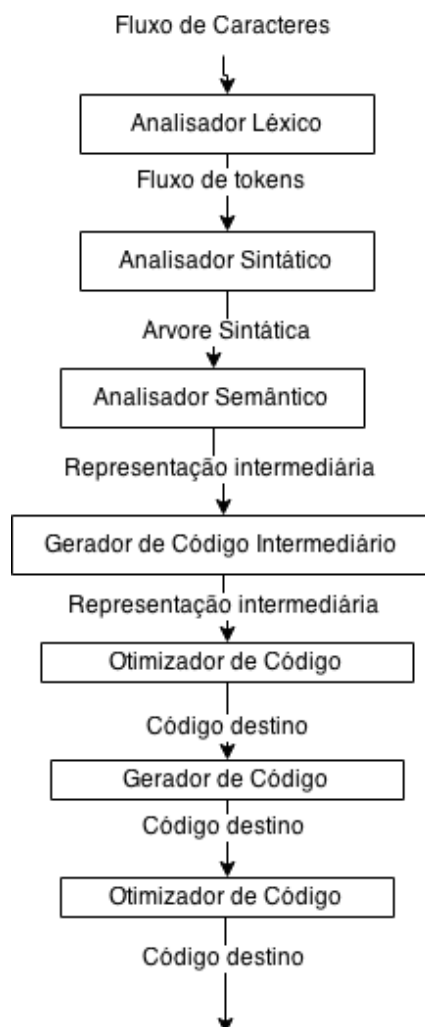 Fluxo de Caracteres
Analisador Léxico
Fluxo de tokens
Analisador Sintático
Arvore Sintática
Analisador Semântico
Representação intermediária
Gerador de Código Intermediário
Representação intermediária
Otimizador de Código
Código destino
Gerador de Código
Código destino
Otimizador de Código
Código destino